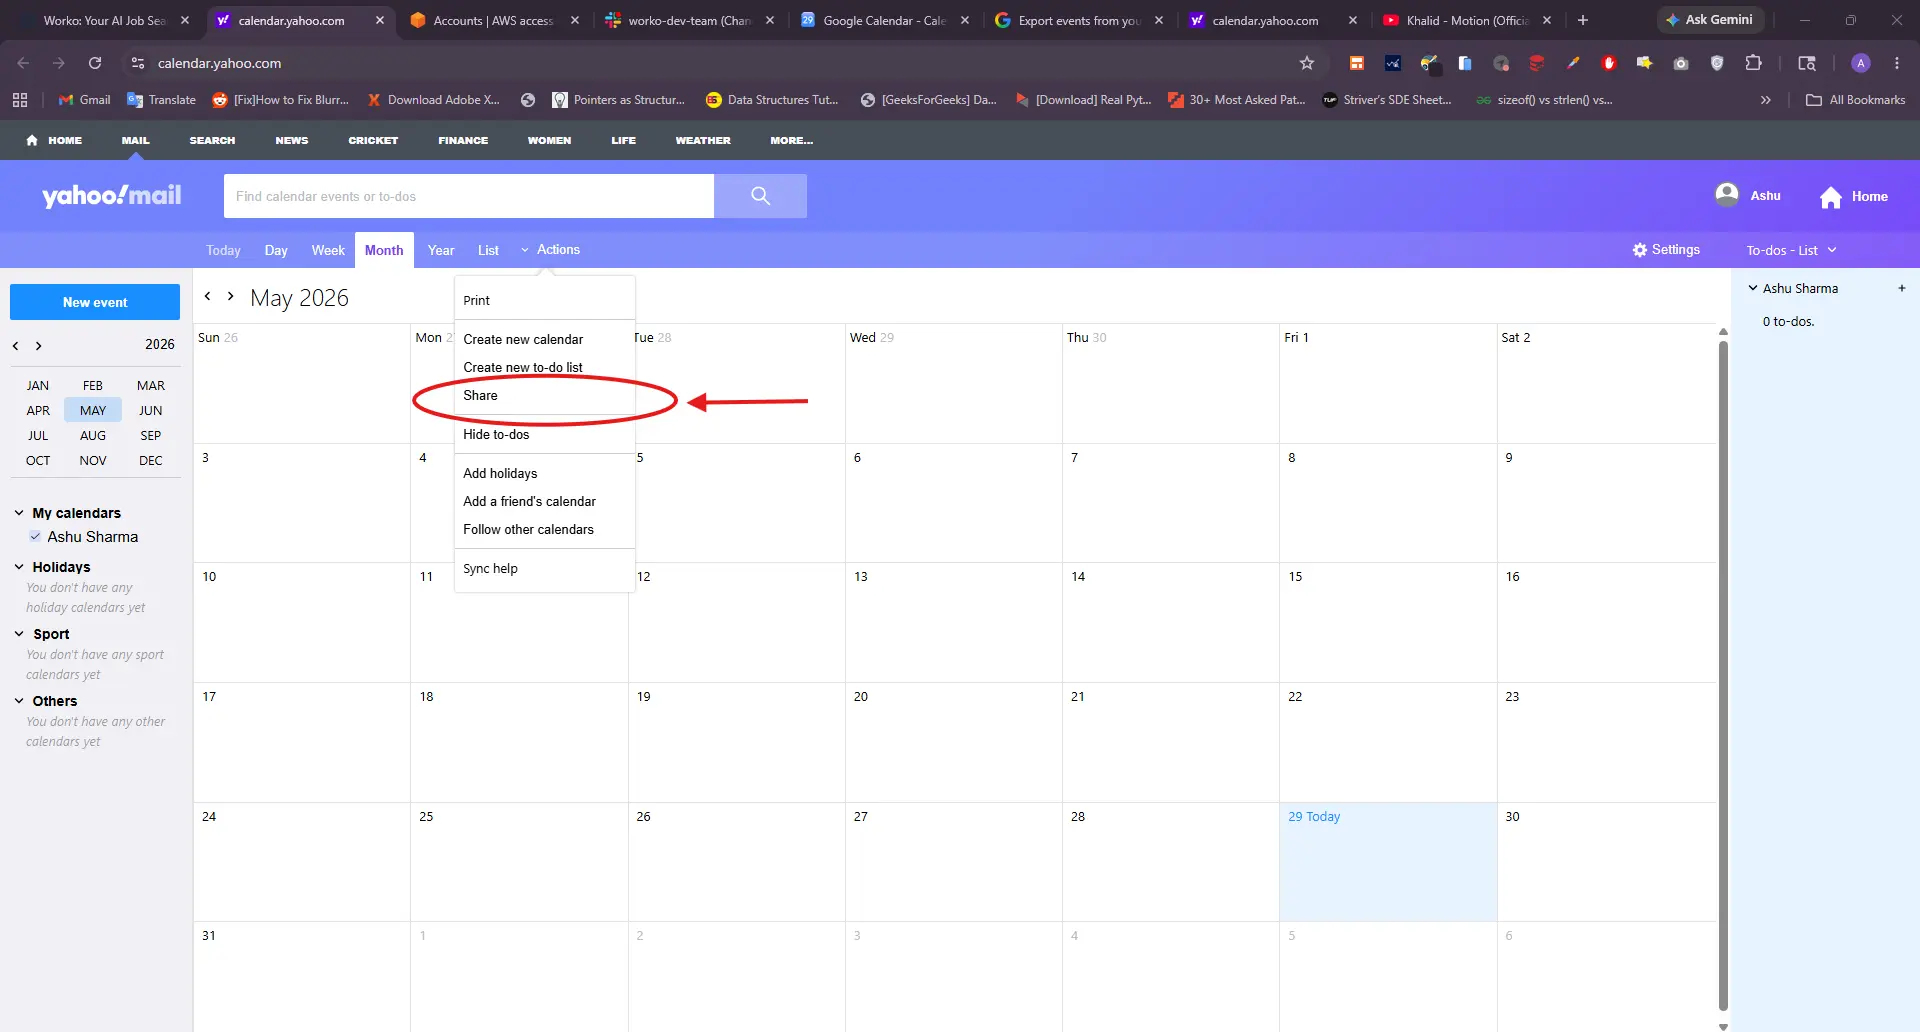 Worko: Your AI Job Sea
calendar.yahoo.com
Accounts | AWS access
worko-dev-team (Chan
Google Calendar - Cale
Export events from you
calendar.yahoo.com
Khalid - Motion (Officia
Ask Gemini
calendar.yahoo.com
A
Gmail
Translate
[Fix]How to Fix Blurr...
Download Adobe X...
Pointers as Structur...
Data Structures Tut...
[GeeksForGeeks] Da...
[Download] Real Pyt...
30+ Most Asked Pat...
Striver's SDE Sheet...
sizeof() vs strlen() vs...
All Bookmarks
HOME
MAIL
SEARCH
NEWS
CRICKET
FINANCE
WOMEN
LIFE
WEATHER
MORE...
yahoo!mail
Find calendar events or to-dos
Ashu
Home
Today
Day
Week
Month
Year
List
Actions
Settings
To-dos - List
New event
2026
JAN FEB MAR
APR MAY JUN
JUL AUG SEP
OCT NOV DEC
My calendars
Ashu Sharma
Holidays
You don't have any
holiday calendars yet
Sport
You don't have any sport
calendars yet
Others
You don't have any other
calendars yet
May 2026
Print
Create new calendar
Create new to-do list
Share
Hide to-dos
Add holidays
Add a friend's calendar
Follow other calendars
Sync help
Sun 26 Mon 2 Tue 28 Wed 29 Thu 30 Fri 1 Sat 2
3 4 5 6 7 8 9
10 11 12 13 14 15 16
17 18 19 20 21 22 23
24 25 26 27 28 29 Today 30
31 1 2 3 4 5 6
Ashu Sharma
0 to-dos.